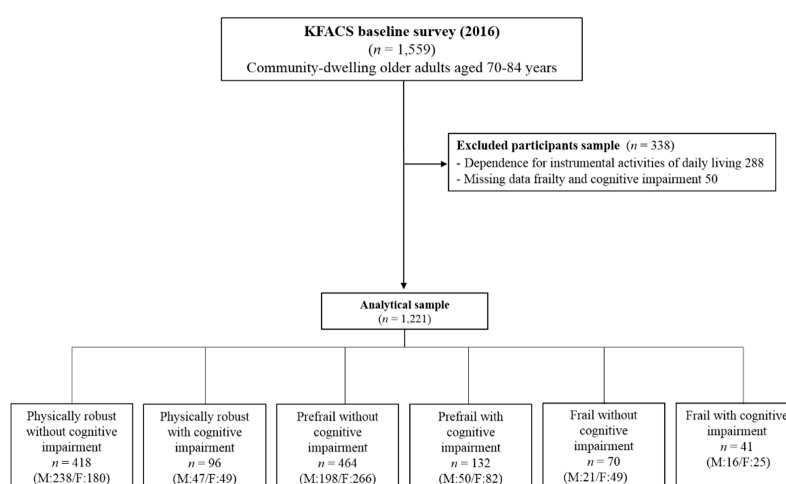 KFACS baseline survey (2016)
(n = 1,559)
Community-dwelling older adults aged 70-84 years
Excluded participants sample (n = 338)
- Dependence for instrumental activities of daily living 288
- Missing data frailty and cognitive impairment 50
Analytical sample
(n = 1,221)
Physically robust
without cognitive
impairment
n = 418
(M:238/F:180)
Physically robust
with cognitive
impairment
n = 96
(M:47/F:49)
Prefrail without
cognitive
impairment
n = 464
(M:198/F:266)
Prefrail with
cognitive
impairment
n = 132
(M:50/F:82)
Frail without
cognitive
impairment
n = 70
(M:21/F:49)
Frail with cognitive
impairment
n = 41
(M:16/F:25)